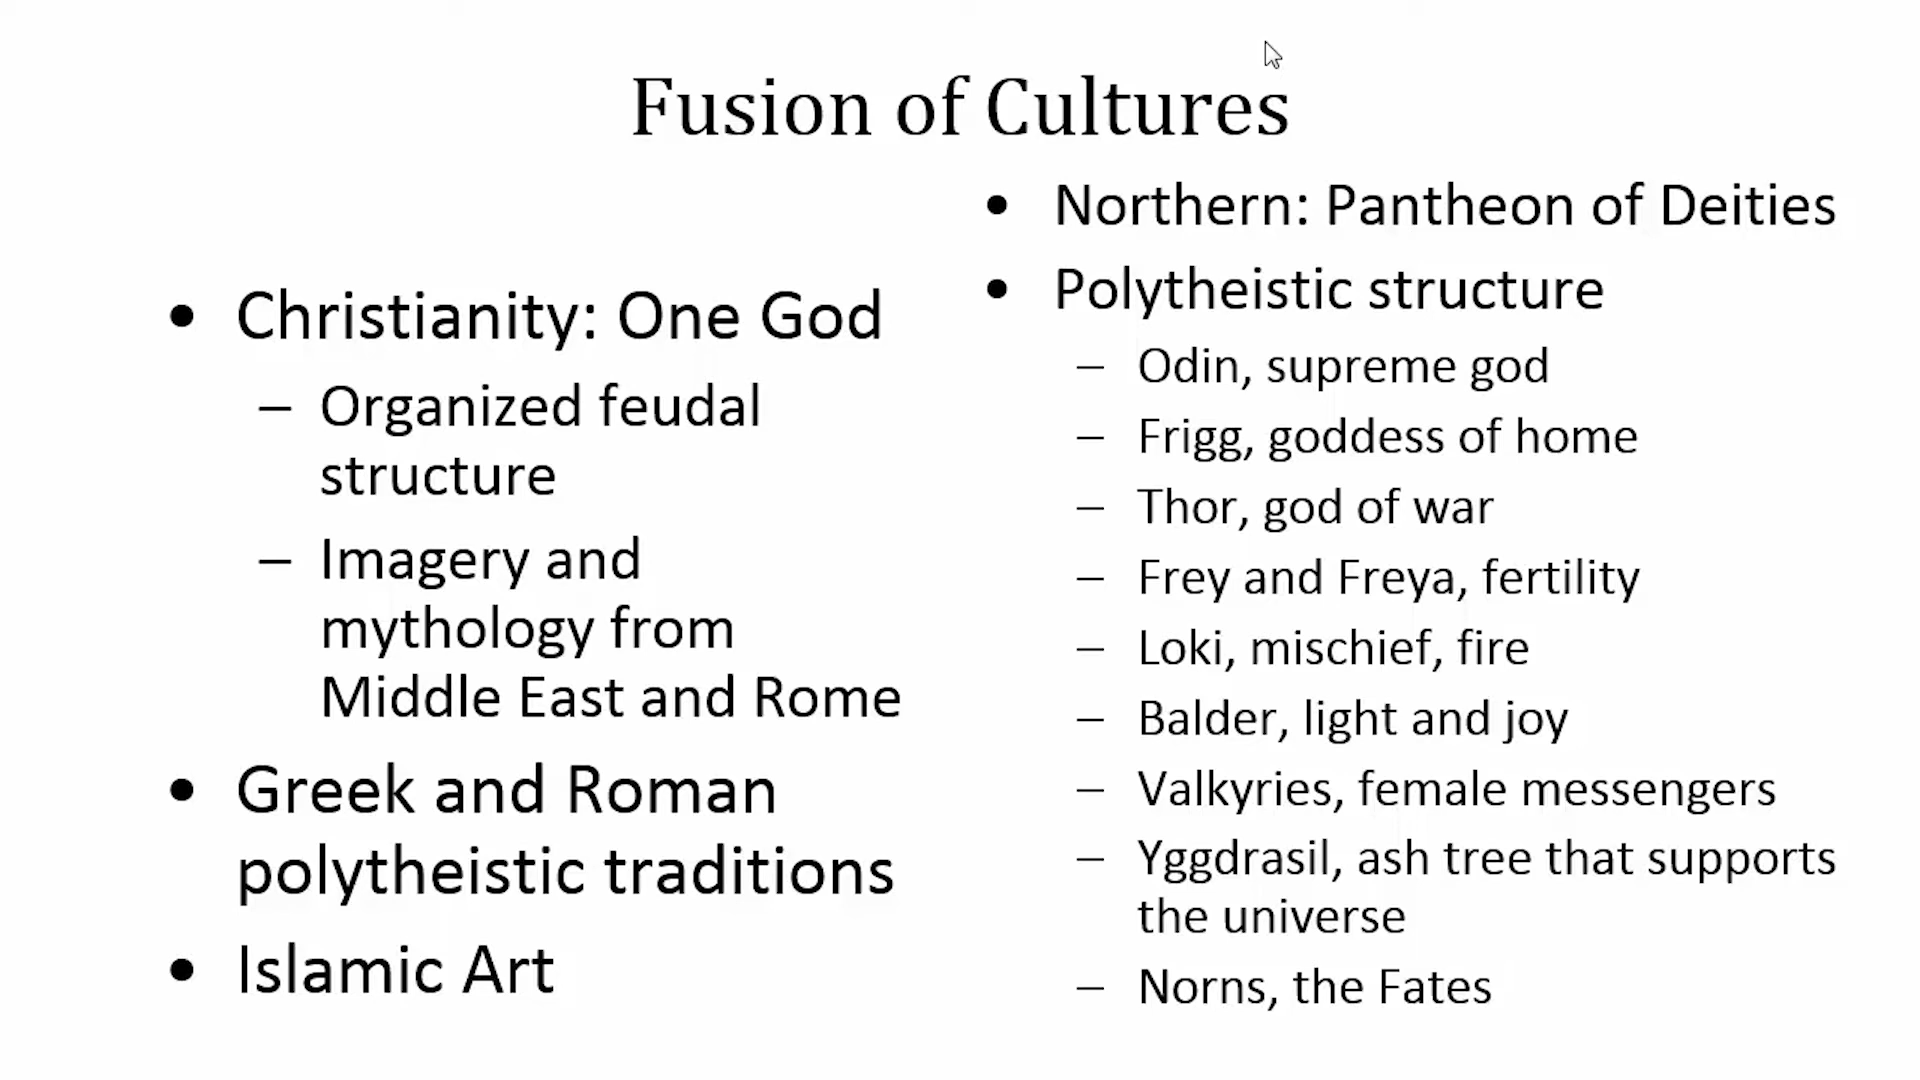 Fusion of Cultures
• Christianity: One God
– Organized feudal
structure
– Imagery and
mythology from
Middle East and Rome
• Greek and Roman
polytheistic traditions
• Islamic Art
• Northern: Pantheon of Deities
• Polytheistic structure
– Odin, supreme god
– Frigg, goddess of home
– Thor, god of war
– Frey and Freya, fertility
– Loki, mischief, fire
– Balder, light and joy
– Valkyries, female messengers
– Yggdrasil, ash tree that supports
the universe
– Norns, the Fates